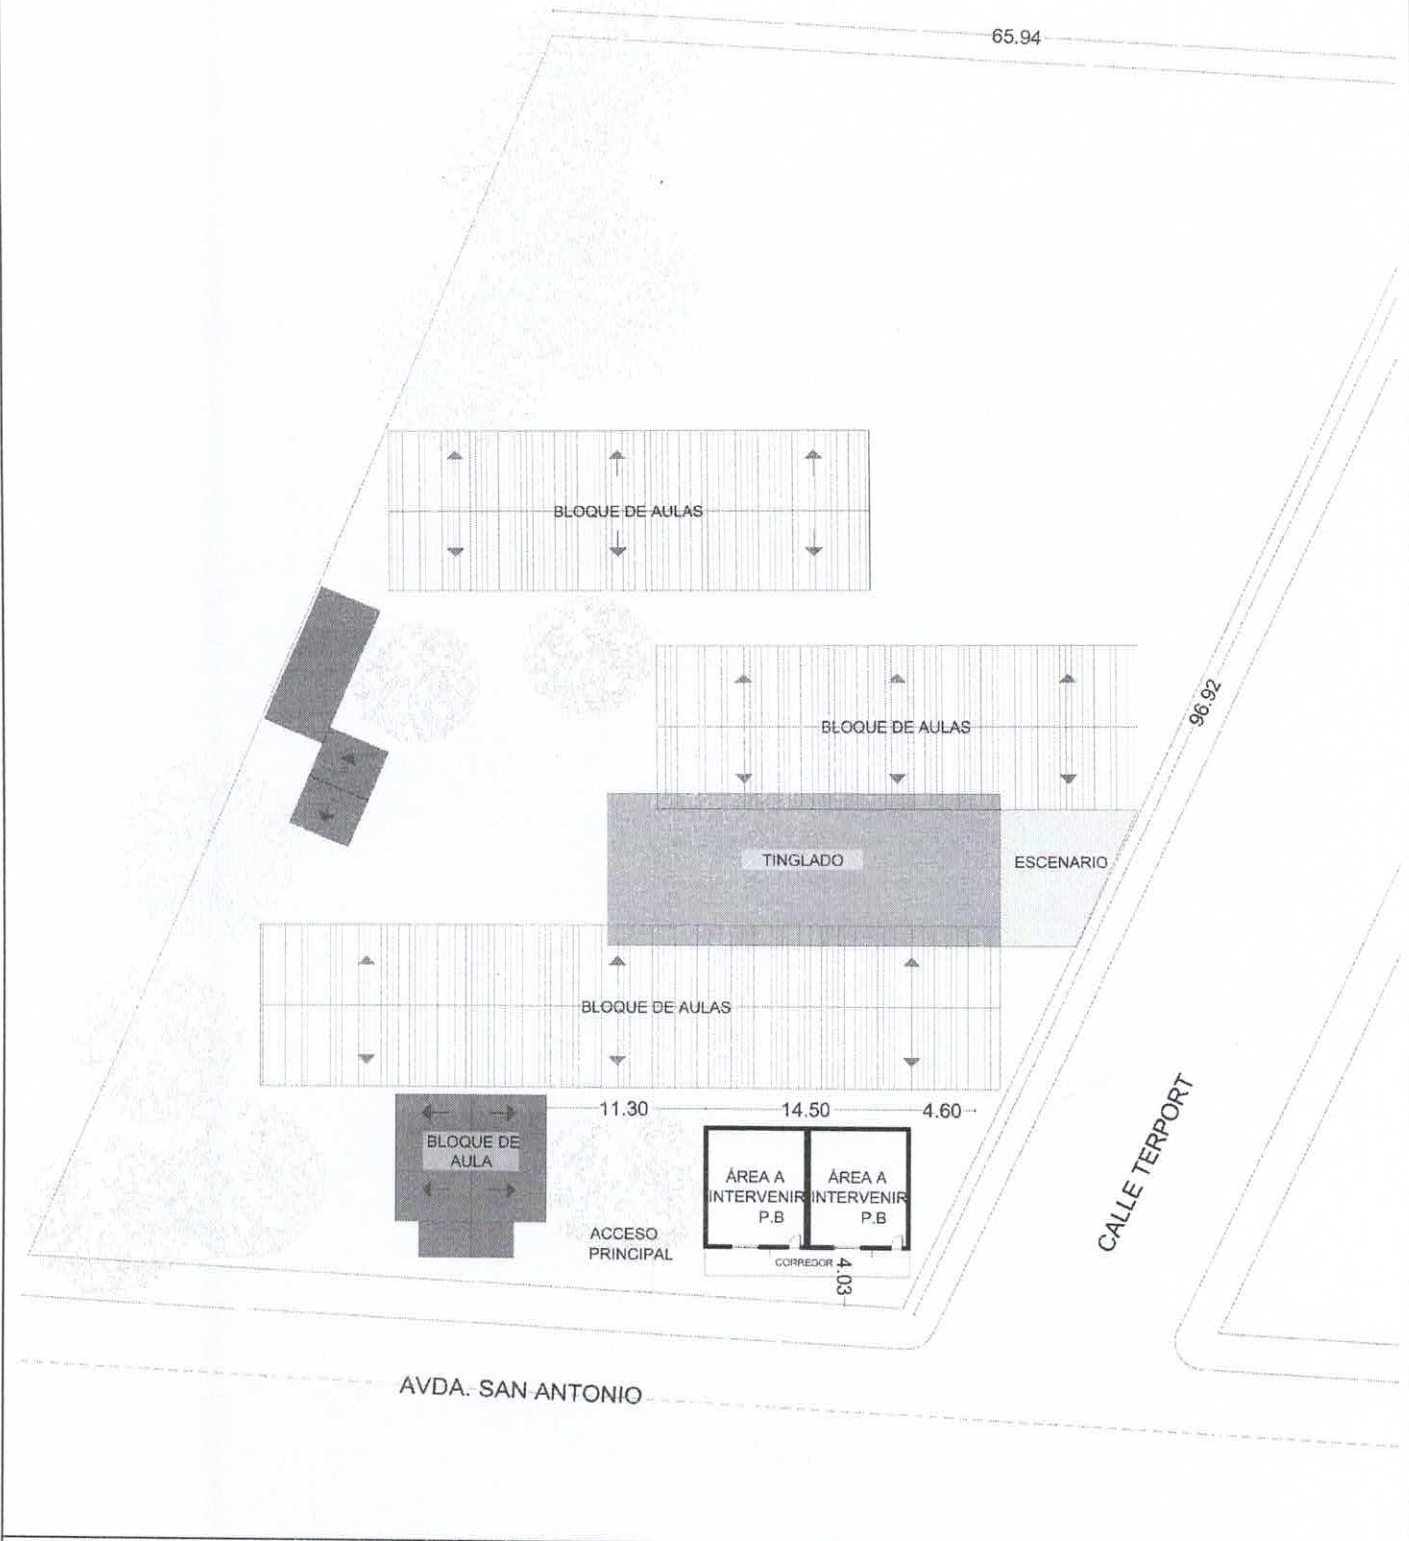 65.94
BLOQUE DE AULAS
BLOQUE DE AULAS
96.92
TINGLADO
ESCENARIO
BLOQUE DE AULAS
11.30
14.50
4.60
BLOQUE DE
AULA
ÁREA A
INTERVENIR
P.B
ÁREA A
INTERVENIR
P.B
ACCESO
PRINCIPAL
CORREDOR
4.03
CALLE TERPORT
AVDA. SAN ANTONIO